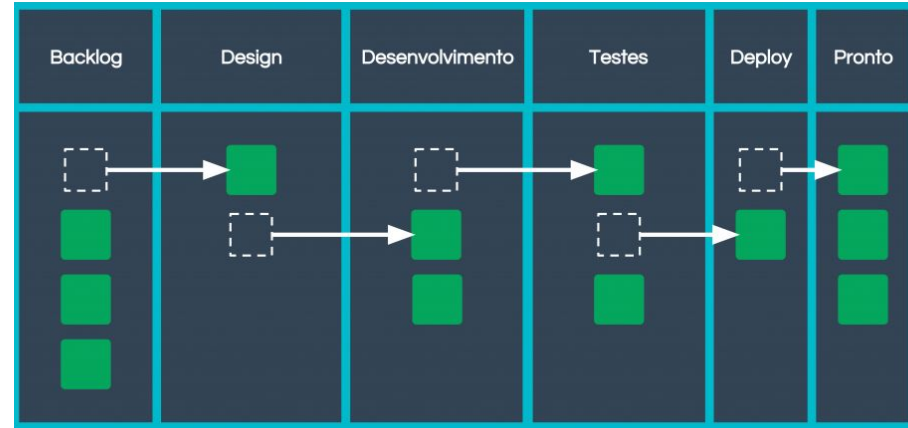 Backlog
Design
Desenvolvimento
Testes
Deploy
Pronto